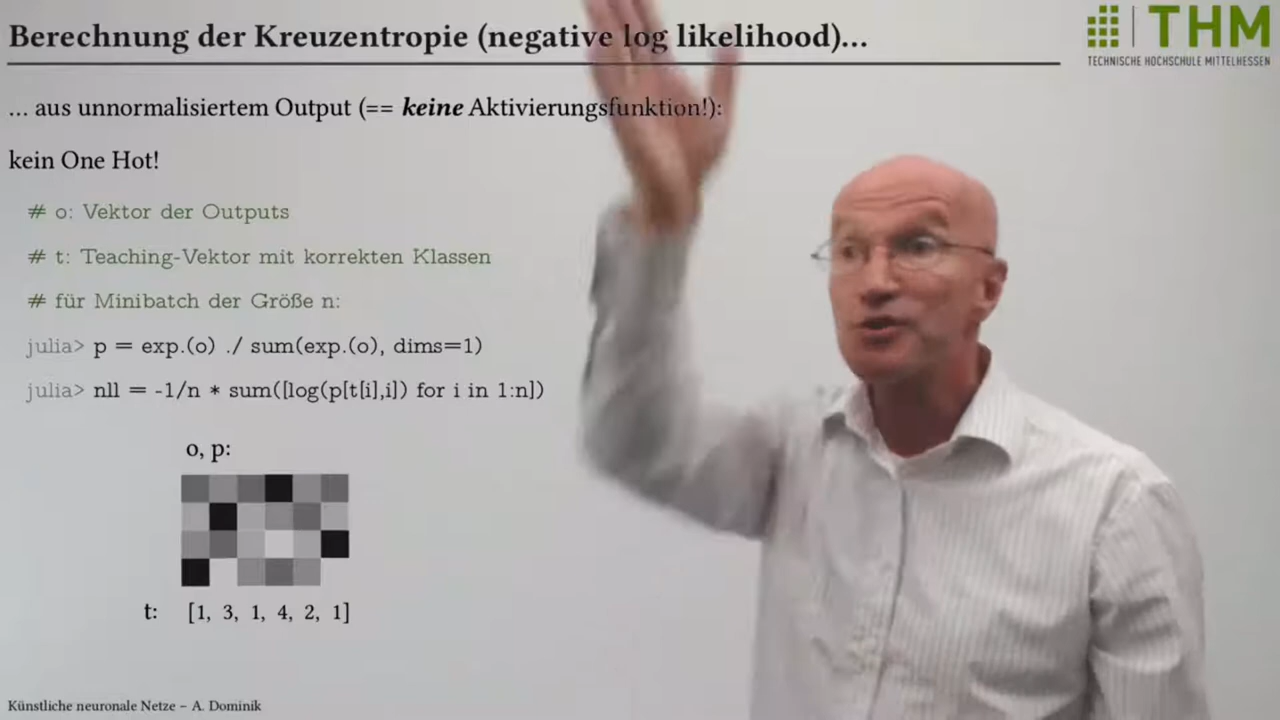 Berechnung der Kreuzentropie (negative log likelihood)...
THM
TECHNISCHE HOCHSCHULE MITTELHESSEN
... aus unnormalisiertem Output (== keine Aktivierungsfunktion!):
kein One Hot!
# o: Vektor der Outputs
# t: Teaching-Vektor mit korrekten Klassen
# für Minibatch der Größe n:
julia> p = exp.(o) ./ sum(exp.(o), dims=1)
julia> nll = -1/n * sum([log(p[t[i],i]) for i in 1:n])
o, p:
t: [1, 3, 1, 4, 2, 1]
Künstliche neuronale Netze – A. Dominik